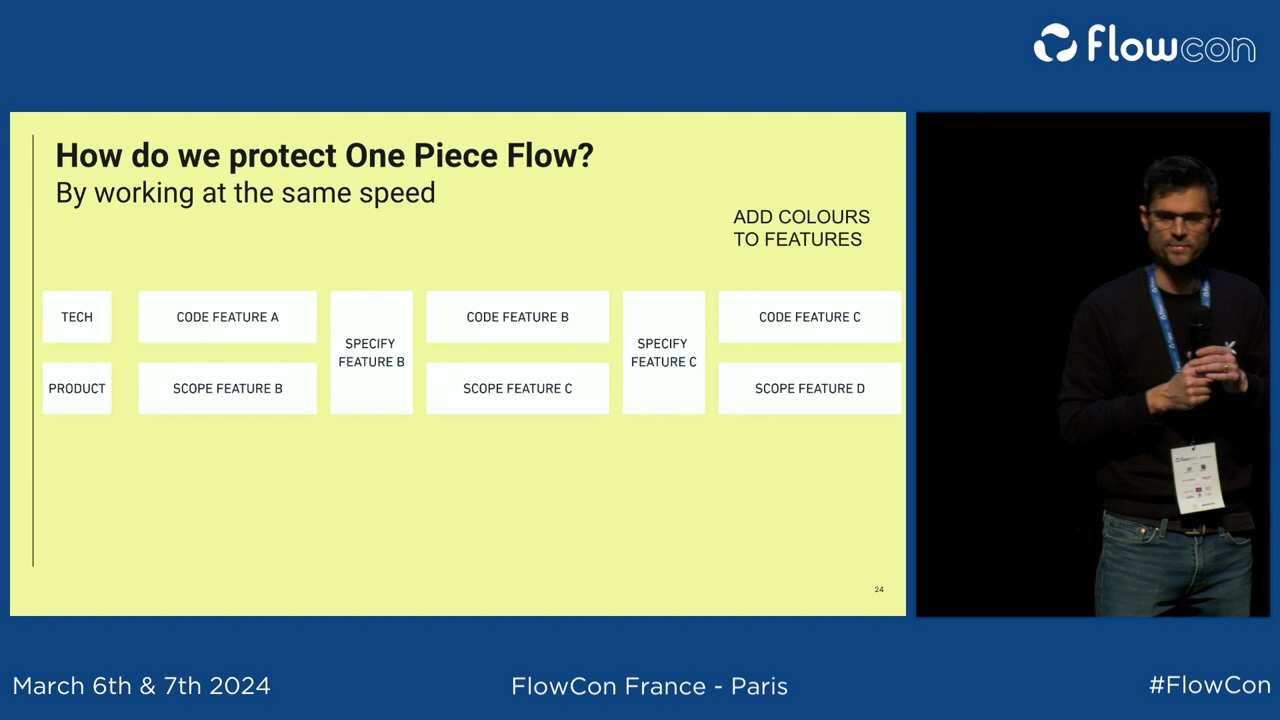 flowcon
How do we protect One Piece Flow?
By working at the same speed
ADD COLOURS
TO FEATURES
TECH
CODE FEATURE A
SPECIFY
FEATURE B
CODE FEATURE B
SPECIFY
FEATURE C
CODE FEATURE C
PRODUCT
SCOPE FEATURE B
SCOPE FEATURE C
SCOPE FEATURE D
24
March 6th & 7th 2024
FlowCon France - Paris
#FlowCon